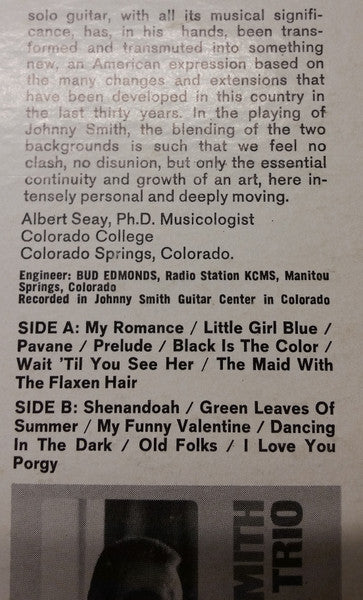 solo guitar, with all its musical signifi-
cance, has, in his hands, been trans-
formed and transmuted into something
new, an American expression based on
the many changes and extensions that
have been developed in this country in
the last thirty years. In the playing of
Johnny Smith, the blending of the two
backgrounds is such that we feel no
clash, no disunion, but only the essential
continuity and growth of an art, here in-
tensely personal and deeply moving.
Albert Seay, Ph.D. Musicologist
Colorado College
Colorado Springs, Colorado.
Engineer: BUD EDMONDS, Radio Station KCMS, Manitou
Springs, Colorado
Recorded in Johnny Smith Guitar Center in Colorado
SIDE A: My Romance / Little Girl Blue /
Pavane / Prelude / Black Is The Color /
Wait 'Til You See Her / The Maid With
The Flaxen Hair
SIDE B: Shenandoah / Green Leaves Of
Summer / My Funny Valentine / Dancing
In The Dark / Old Folks / I Love You
Porgy
MITH
TRIO